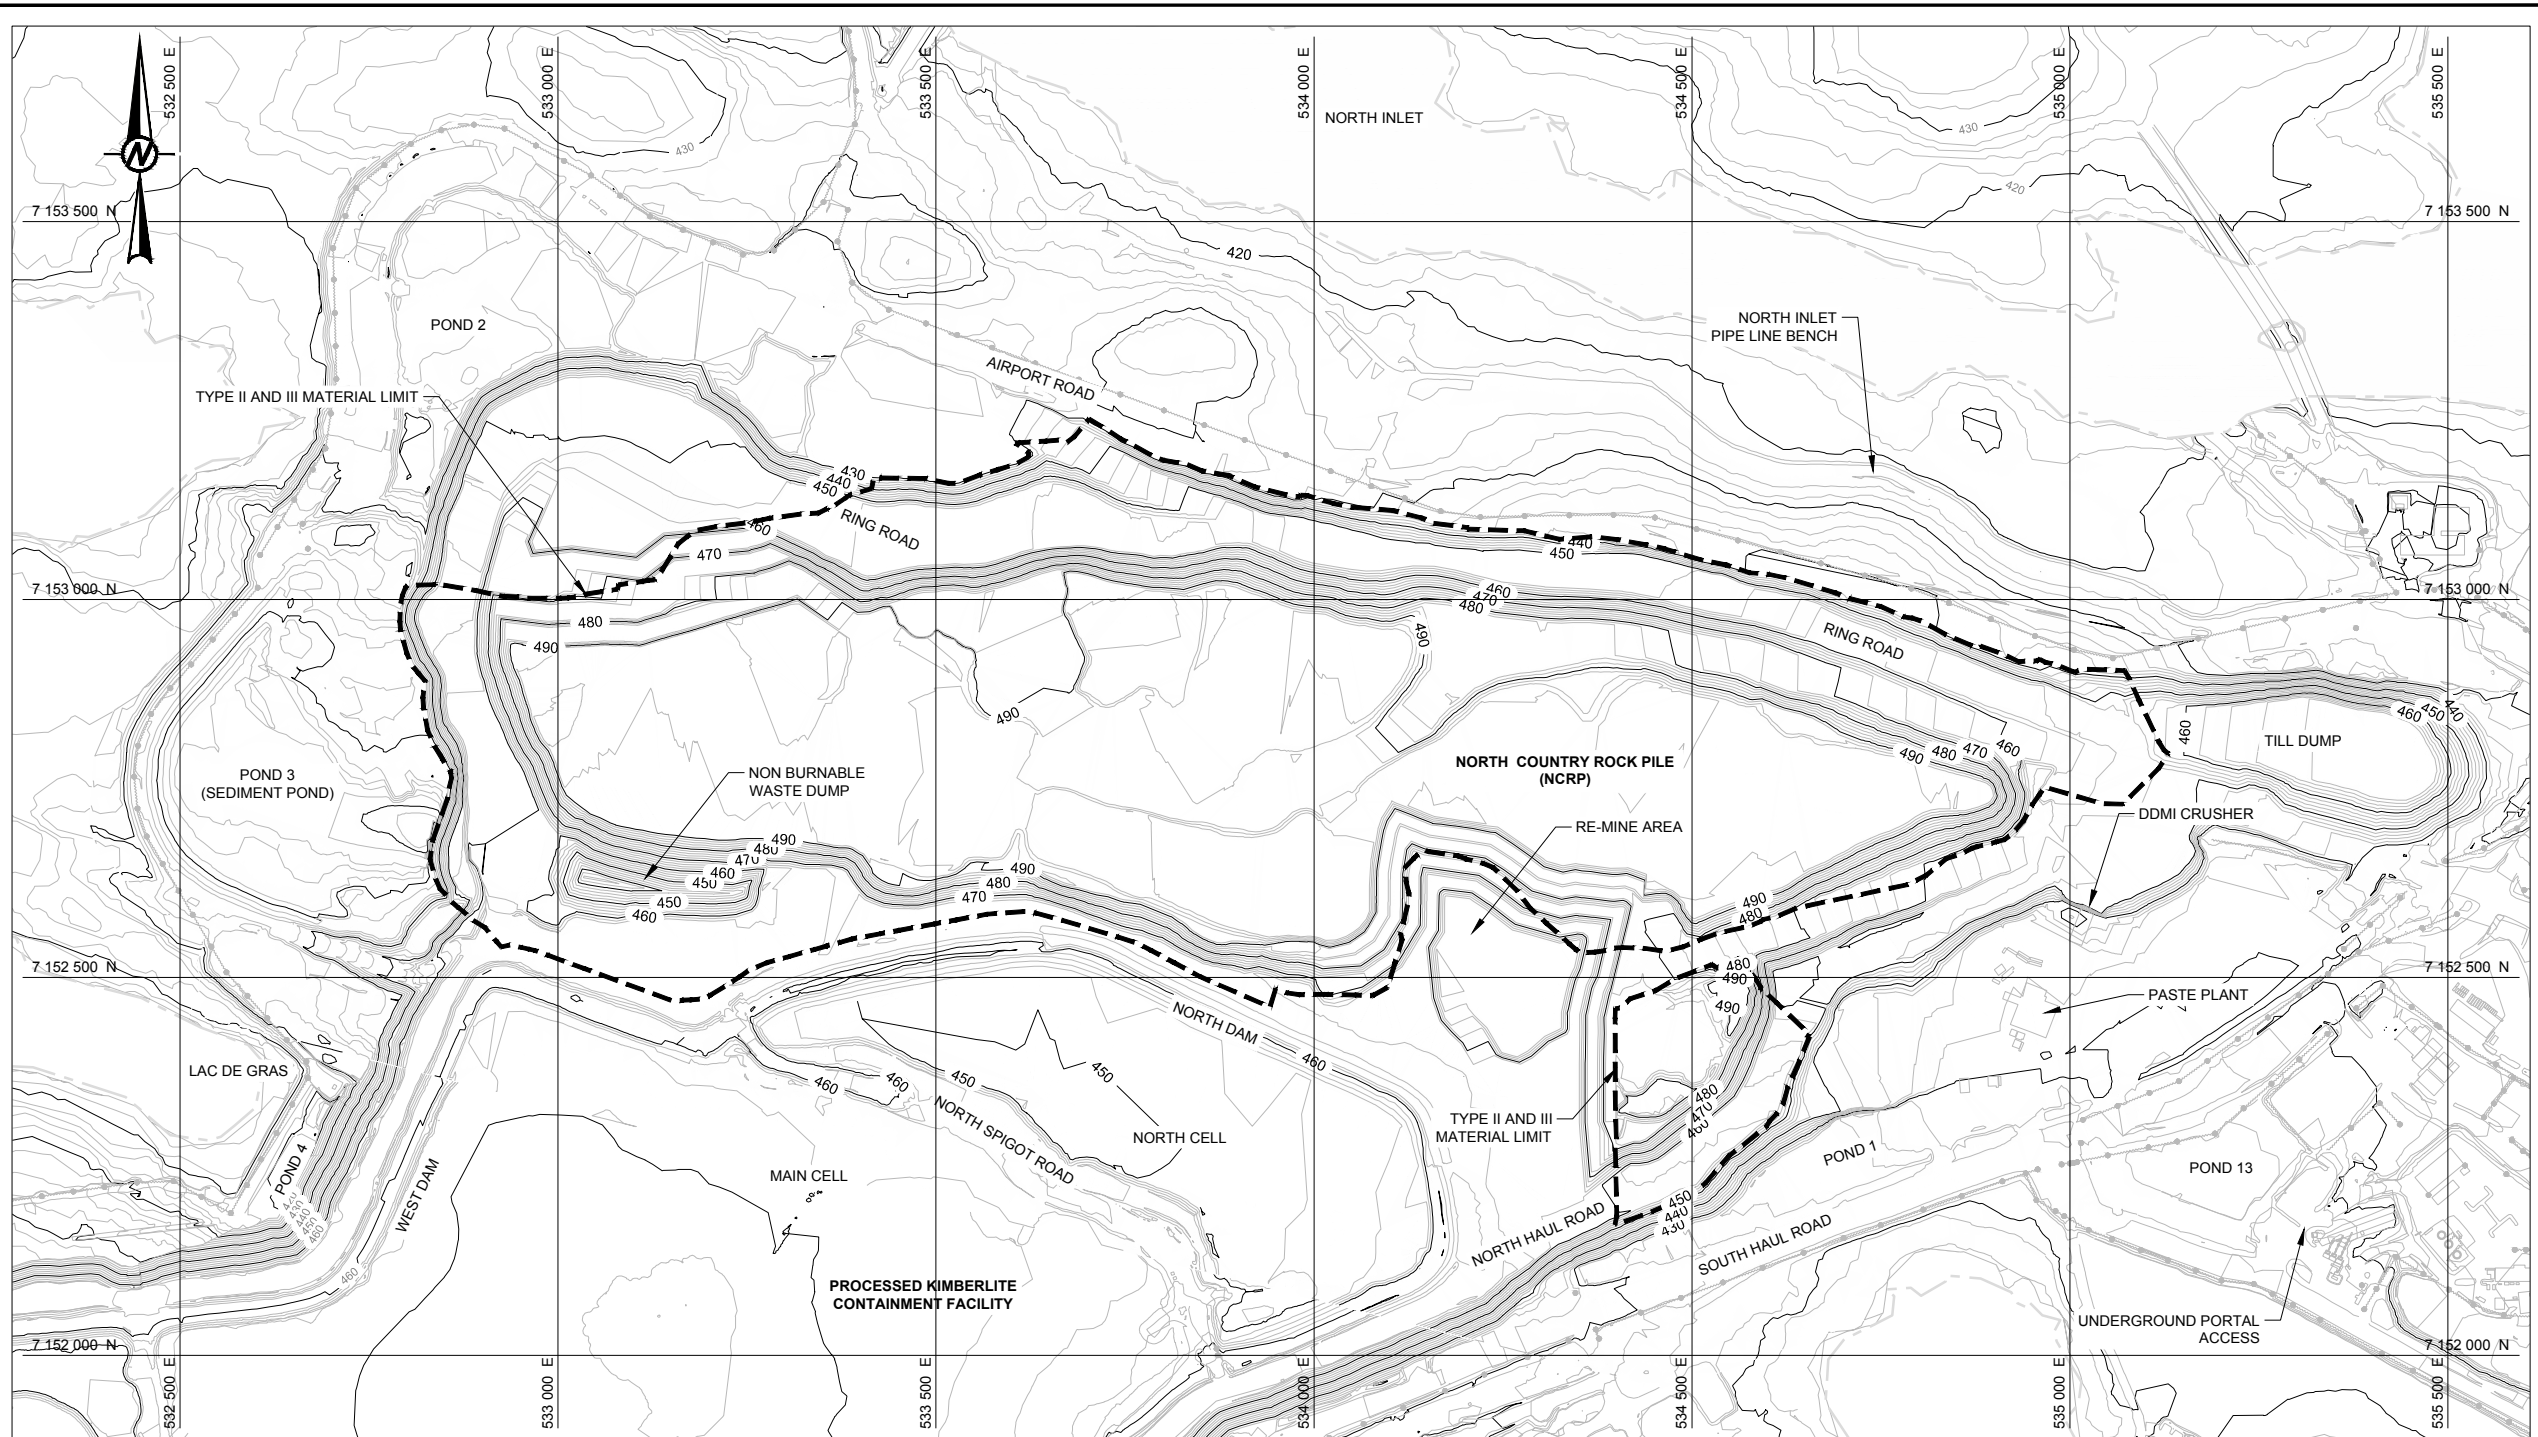 532 500 E
533 000 E
533 500 E
534 000 E
534 500 E
535 000 E
535 500 E
N
NORTH INLET
430
430
420
7 153 500 N
7 153 500 N
420
POND 2
NORTH INLET
PIPE LINE BENCH
AIRPORT ROAD
TYPE II AND III MATERIAL LIMIT
430
440
450
RING ROAD
460
470
440
450
7 153 000 N
7 153 000 N
460
470
480
480
490
490
490
RING ROAD
460
450
440
460
TILL DUMP
460
470
480
490
NORTH COUNTRY ROCK PILE
(NCRP)
POND 3
(SEDIMENT POND)
NON BURNABLE
WASTE DUMP
RE-MINE AREA
DDMI CRUSHER
490
480
470
460
450
450
460
490
480
470
490
480
480
490
490
7 152 500 N
7 152 500 N
PASTE PLANT
NORTH DAM
460
LAC DE GRAS
460
460
450
450
NORTH SPIGOT ROAD
NORTH CELL
TYPE II AND III
MATERIAL LIMIT
480
470
460
POND 1
POND 13
POND 4
WEST DAM
MAIN CELL
420
430
440
450
460
460
NORTH HAUL ROAD
450
440
430
SOUTH HAUL ROAD
PROCESSED KIMBERLITE
CONTAINMENT FACILITY
UNDERGROUND PORTAL
ACCESS
7 152 000 N
7 152 000 N
532 500 E
533 000 E
533 500 E
534 000 E
534 500 E
535 000 E
535 500 E